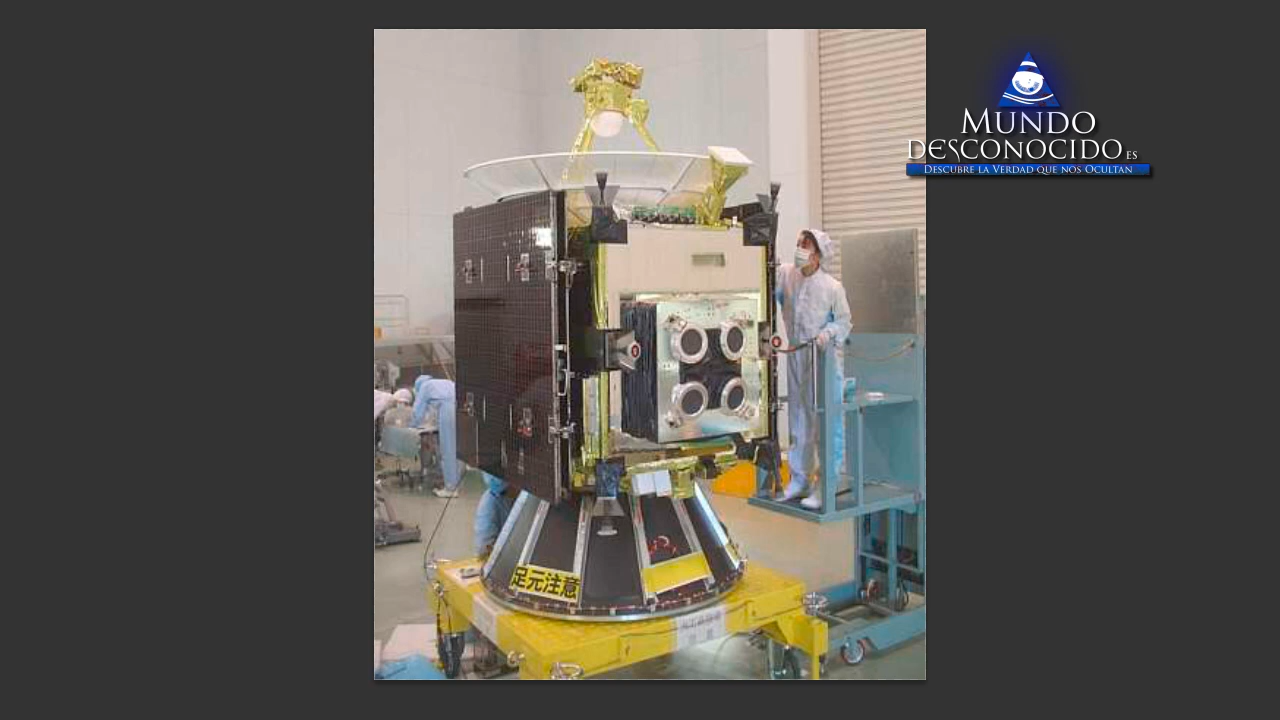 MUNDO
DESCONOCIDO.ES
DESCUBRE LA VERDAD QUE NOS OCULTAN
足元注意